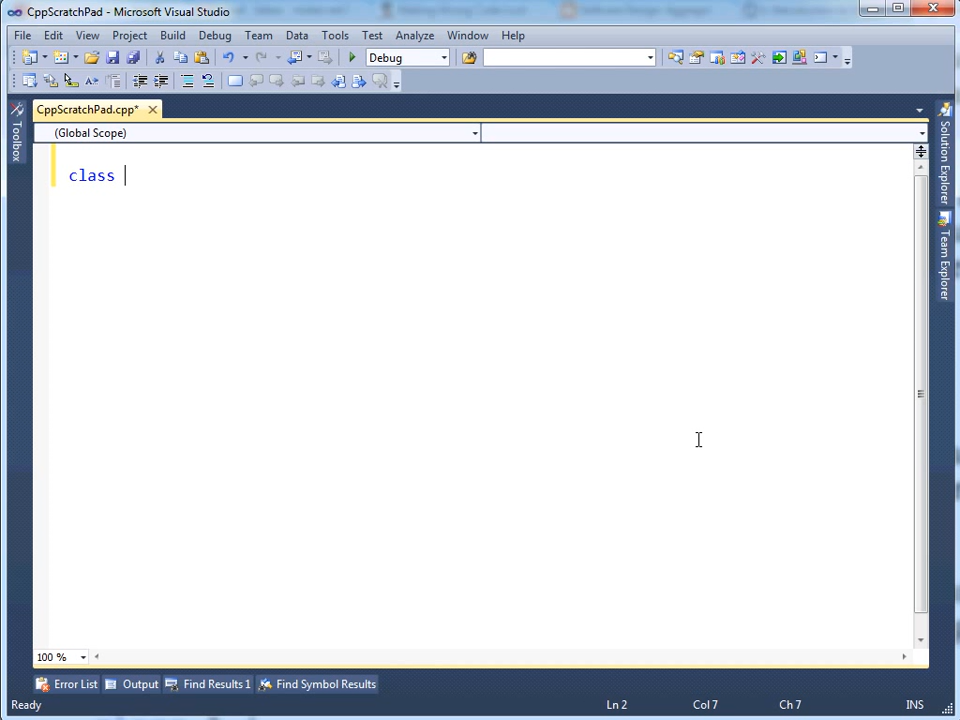 CppScratchPad - Microsoft Visual Studio
File Edit View Project Build Debug Team Data Tools Test Analyze Window Help
Debug
CppScratchPad.cpp*
(Global Scope)
Toolbox
class
Solution Explorer
Team Explorer
100 %
Error List Output Find Results 1 Find Symbol Results
Ready Ln 2 Col 7 Ch 7 INS